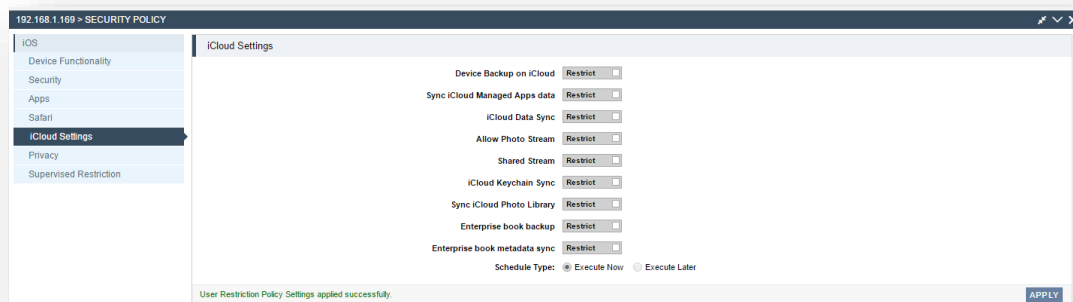 192.168.1.169 > SECURITY POLICY
iOS
Device Functionality
Security
Apps
Safari
iCloud Settings
Privacy
Supervised Restriction
iCloud Settings
Device Backup on iCloud Restrict
Sync iCloud Managed Apps data Restrict
iCloud Data Sync Restrict
Allow Photo Stream Restrict
Shared Stream Restrict
iCloud Keychain Sync Restrict
Sync iCloud Photo Library Restrict
Enterprise book backup Restrict
Enterprise book metadata sync Restrict
Schedule Type: Execute Now Execute Later
User Restriction Policy Settings applied successfully. APPLY